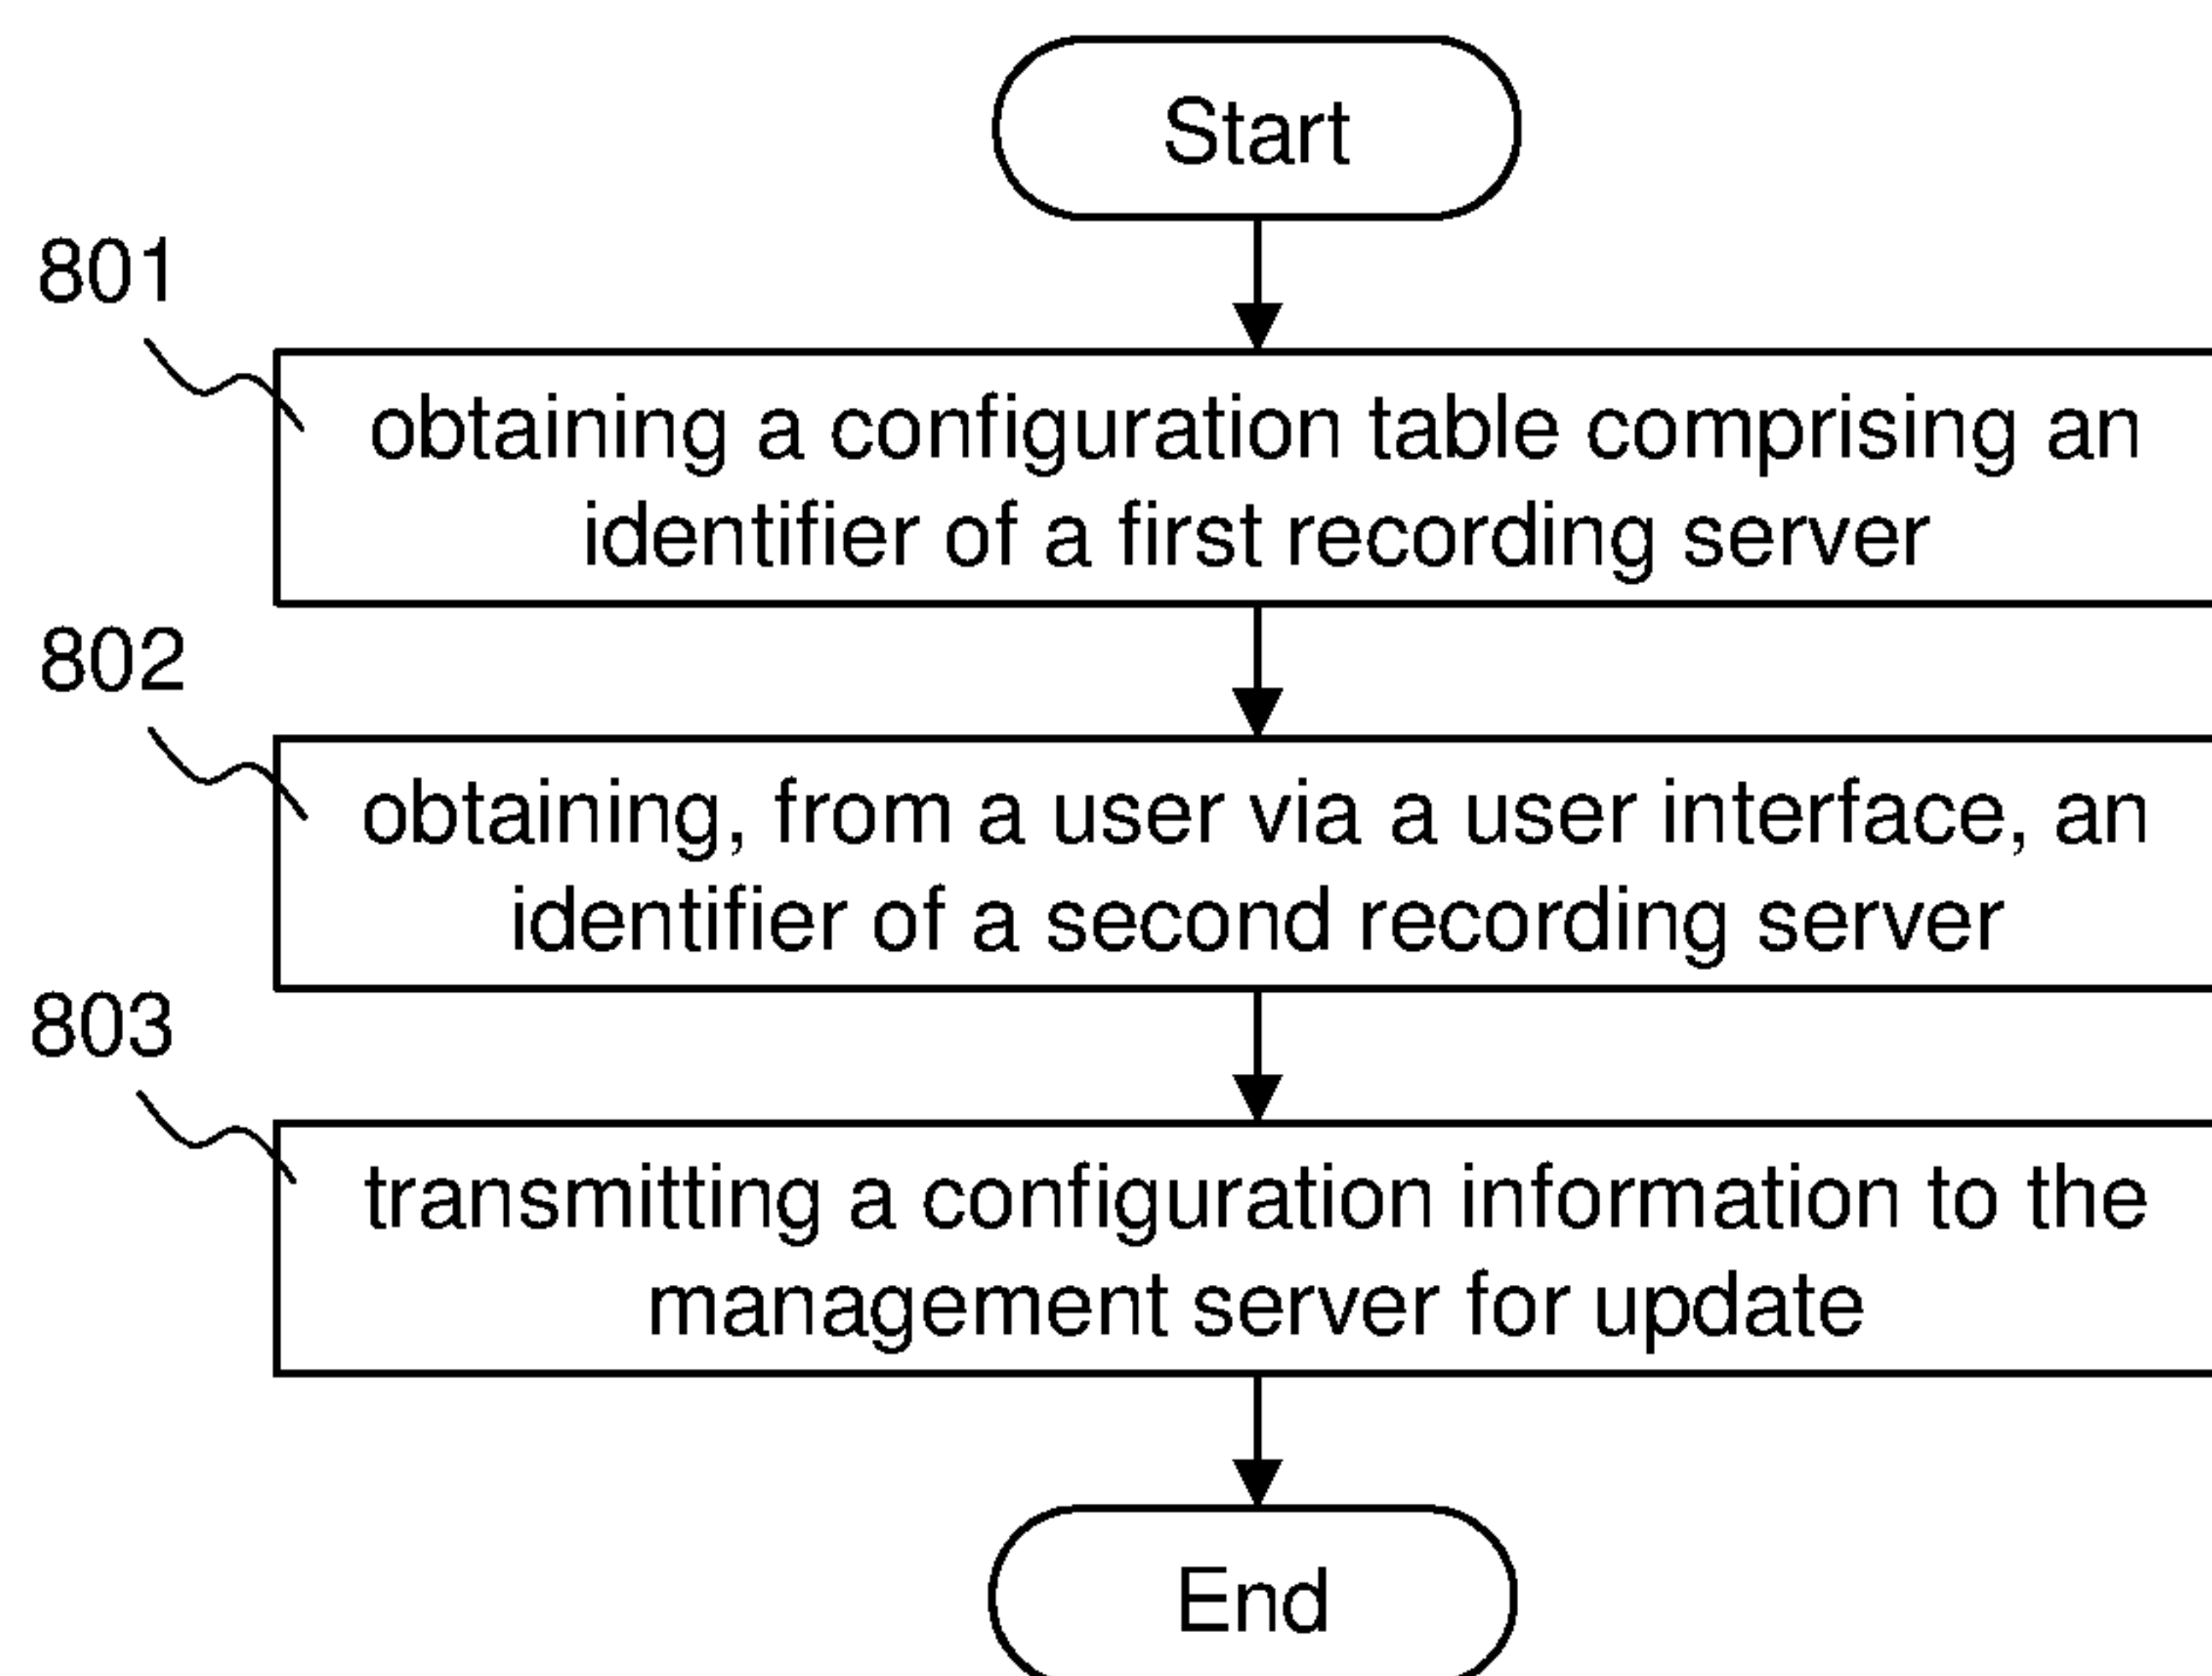 Start
801
obtaining a configuration table comprising an
identifier of a first recording server
802
obtaining, from a user via a user interface, an
identifier of a second recording server
803
transmitting a configuration information to the
management server for update
End